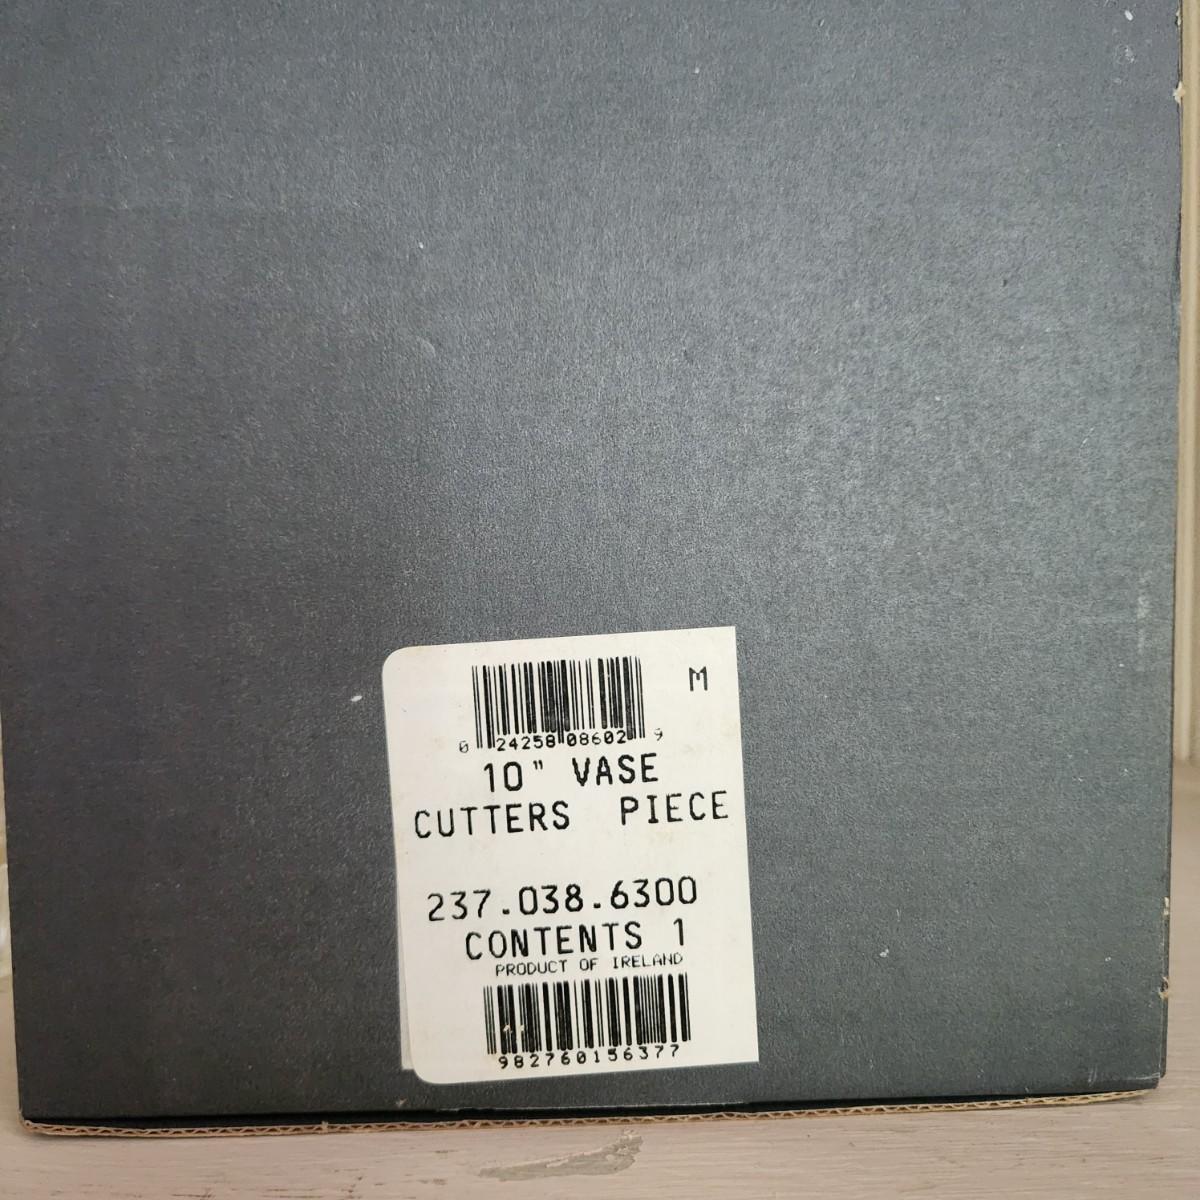 M
0 24258 08602 9
10" VASE
CUTTERS PIECE
237.038.6300
CONTENTS 1
PRODUCT OF IRELAND
982760156377